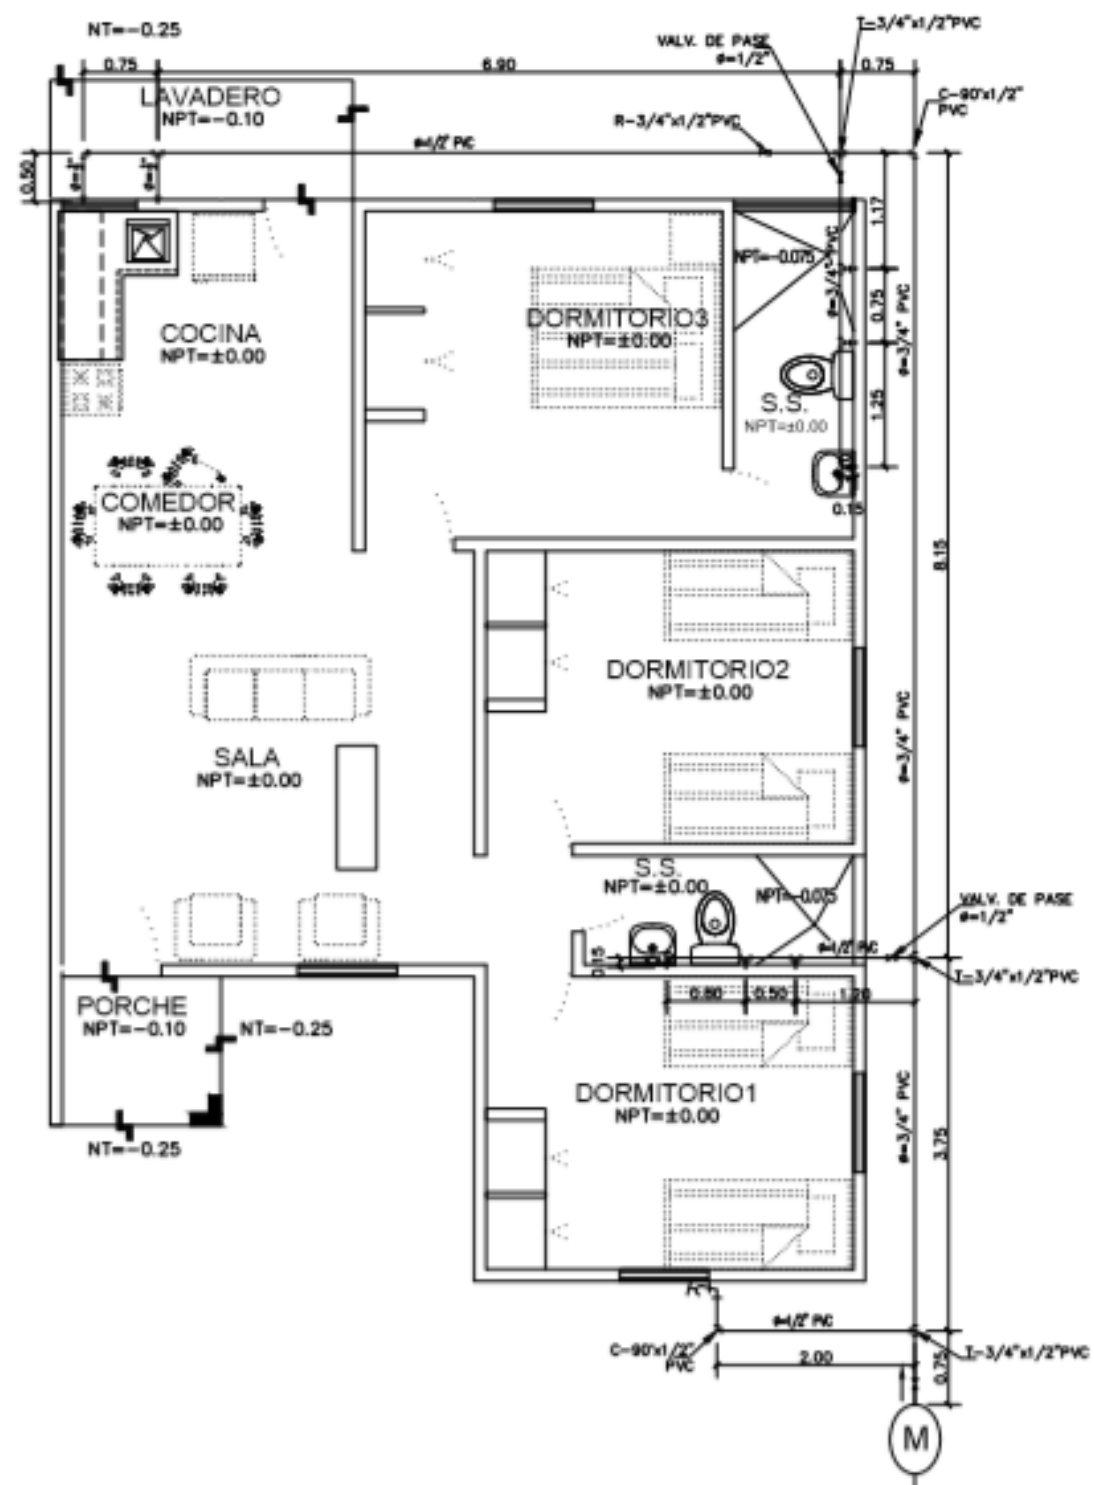 NT=-0.25
T-3/4"x1/2"PVC
VALV. DE PASE
ø=1/2"
0.75
6.90
0.75
C-90°x1/2"
PVC
LAVADERO
NPT=-0.10
R-3/4"x1/2"PVC
ø=1/2" PVC
0.50
ø=1/2"
ø=1/2"
1.17
NPT=-0.075
ø=3/4" PVC
0.75
ø=3/4" PVC
COCINA
NPT=±0.00
DORMITORIO3
NPT=±0.00
S.S.
NPT=±0.00
1.25
COMEDOR
NPT=±0.00
0.15
8.15
DORMITORIO2
NPT=±0.00
ø=3/4" PVC
SALA
NPT=±0.00
S.S.
NPT=±0.00
NPT=-0.075
VALV. DE PASE
ø=1/2"
ø=1/2" PVC
0.15
T-3/4"x1/2"PVC
0.80
0.50
1.20
PORCHE
NPT=-0.10
NT=-0.25
DORMITORIO1
NPT=±0.00
ø=3/4" PVC
3.75
NT=-0.25
ø=1/2" PVC
C-90°x1/2"
PVC
2.00
T-3/4"x1/2"PVC
0.75
M